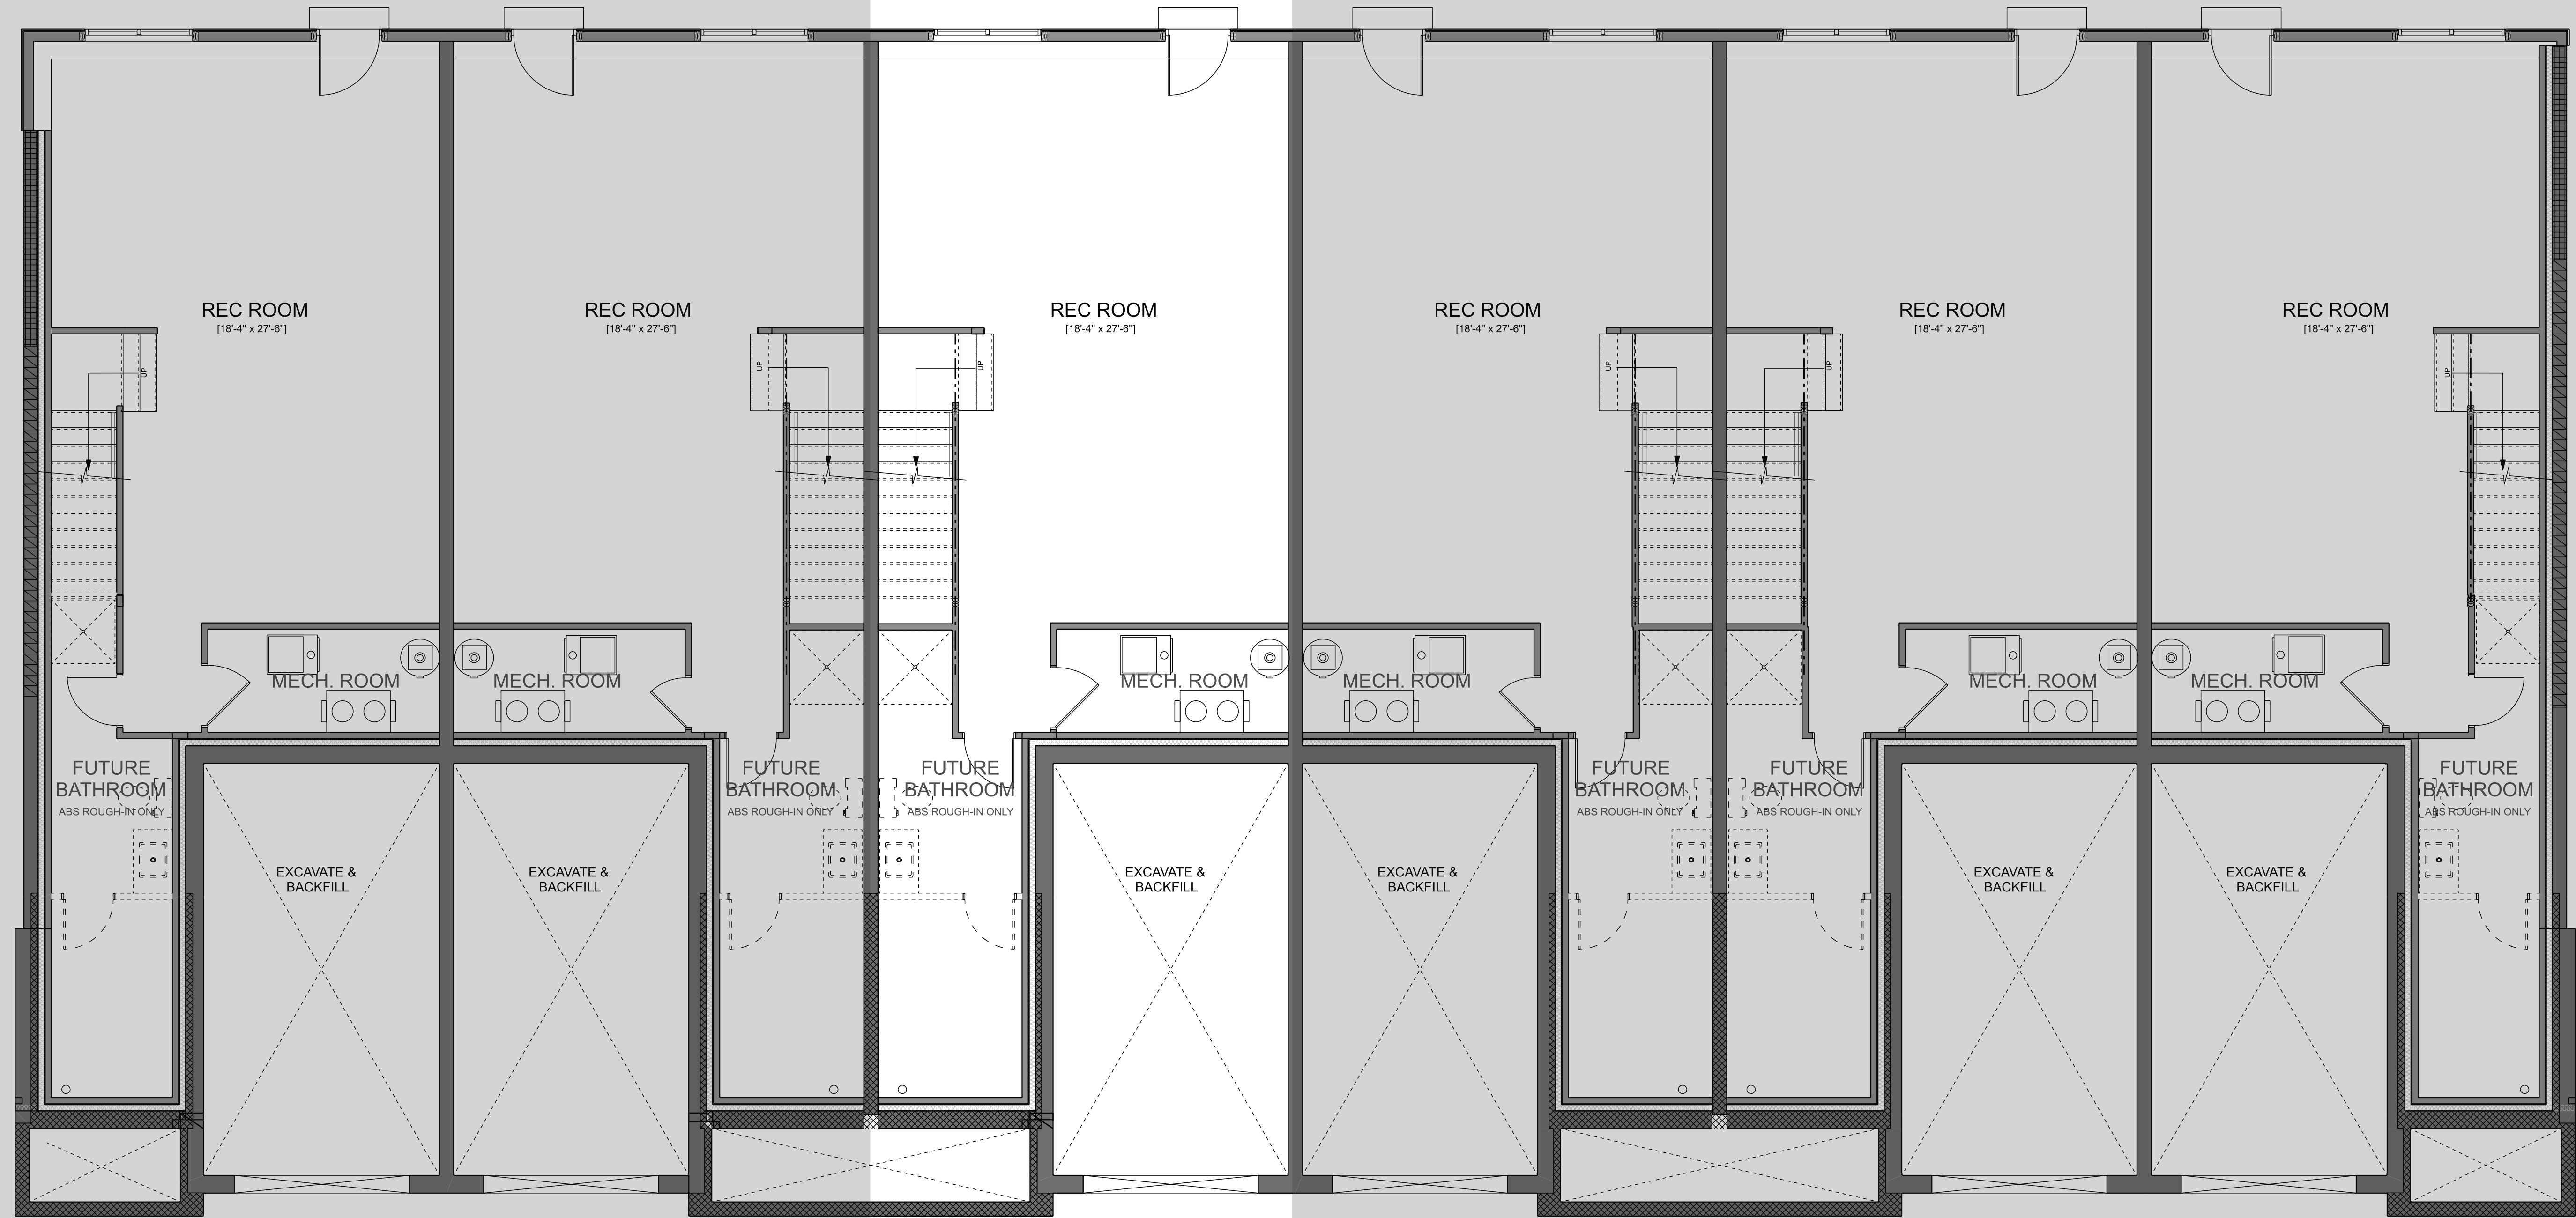 REC ROOM
[18'-4" x 27'-6"]
REC ROOM
[18'-4" x 27'-6"]
REC ROOM
[18'-4" x 27'-6"]
REC ROOM
[18'-4" x 27'-6"]
REC ROOM
[18'-4" x 27'-6"]
REC ROOM
[18'-4" x 27'-6"]
UP
UP
UP
UP
UP
UP
MECH. ROOM
MECH. ROOM
MECH. ROOM
MECH. ROOM
MECH. ROOM
MECH. ROOM
FUTURE
BATHROOM
ABS ROUGH-IN ONLY
FUTURE
BATHROOM
ABS ROUGH-IN ONLY
FUTURE
BATHROOM
ABS ROUGH-IN ONLY
FUTURE
BATHROOM
ABS ROUGH-IN ONLY
FUTURE
BATHROOM
ABS ROUGH-IN ONLY
FUTURE
BATHROOM
ABS ROUGH-IN ONLY
EXCAVATE &
BACKFILL
EXCAVATE &
BACKFILL
EXCAVATE &
BACKFILL
EXCAVATE &
BACKFILL
EXCAVATE &
BACKFILL
EXCAVATE &
BACKFILL